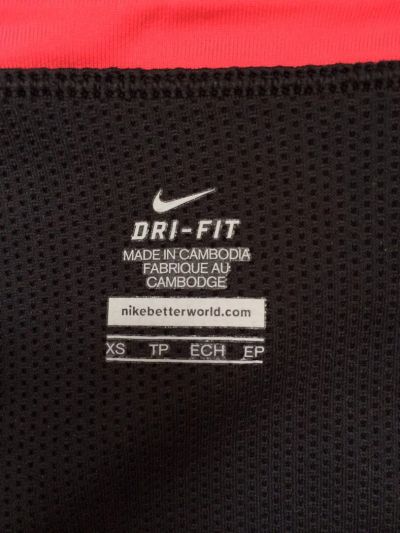 DRI-FIT
MADE IN CAMBODIA
FABRIQUE AU
CAMBODGE
nikebetterworld.com
XS TP ECH EP